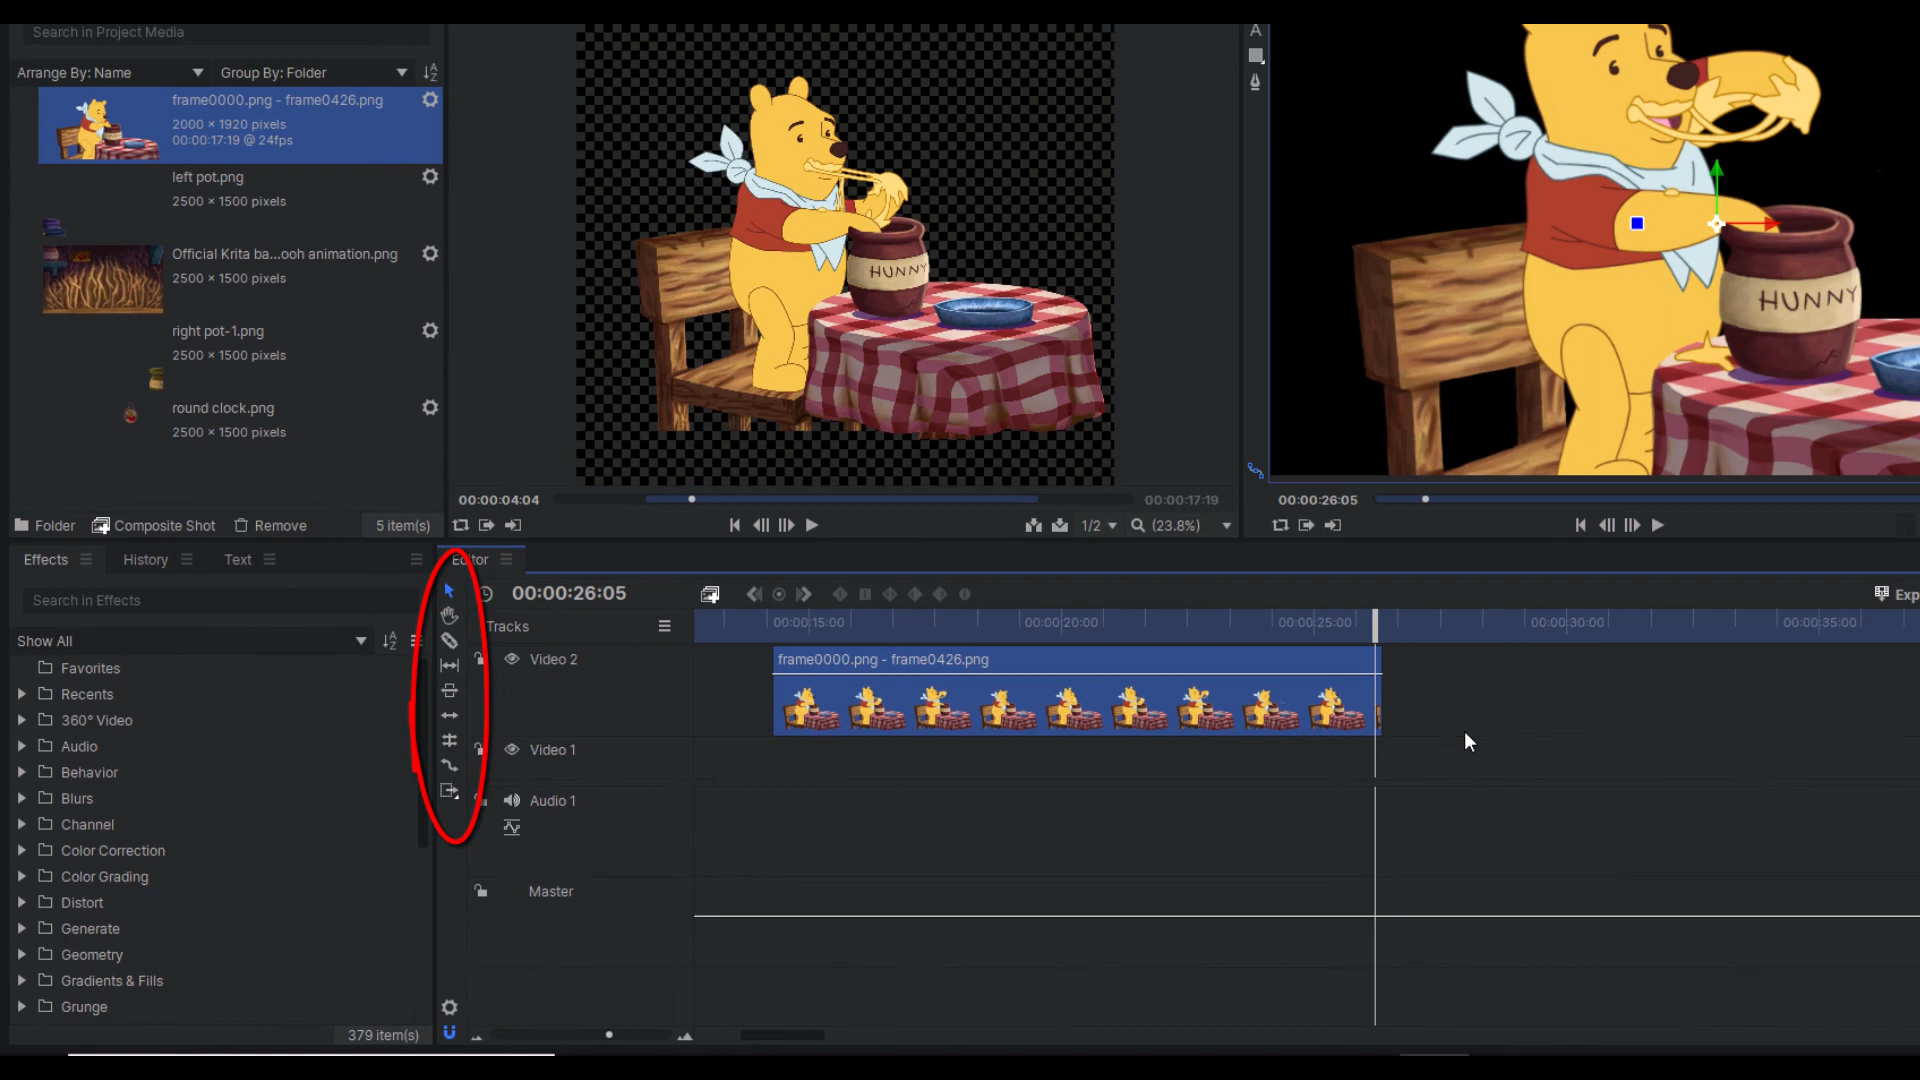 Search in Project Media
Arrange By: Name
Group By: Folder
frame0000.png - frame0426.png
2000 × 1920 pixels
00:00:17:19 @ 24fps
left pot.png
2500 × 1500 pixels
Official Krita ba...ooh animation.png
2500 × 1500 pixels
right pot-1.png
2500 × 1500 pixels
round clock.png
2500 × 1500 pixels
Folder
Composite Shot
Remove
5 item(s)
HUNNY
00:00:04:04
00:00:17:19
1/2
(23.8%)
A
HUNNY
00:00:26:05
Effects
History
Text
Search in Effects
Show All
Favorites
Recents
360° Video
Audio
Behavior
Blurs
Channel
Color Correction
Color Grading
Distort
Generate
Geometry
Gradients & Fills
Grunge
379 item(s)
Editor
00:00:26:05
Exp
Tracks
00:00:15:00
00:00:20:00
00:00:25:00
00:00:30:00
00:00:35:00
Video 2
frame0000.png - frame0426.png
Video 1
Audio 1
Master